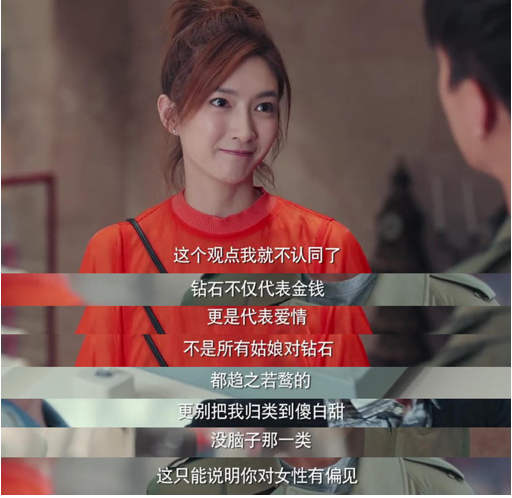 这个观点我就不认同了
钻石不仅代表金钱
更是代表爱情
不是所有姑娘对钻石
都趋之若鹜的
更别把我归类到傻白甜
没脑子那一类
这只能说明你对女性有偏见